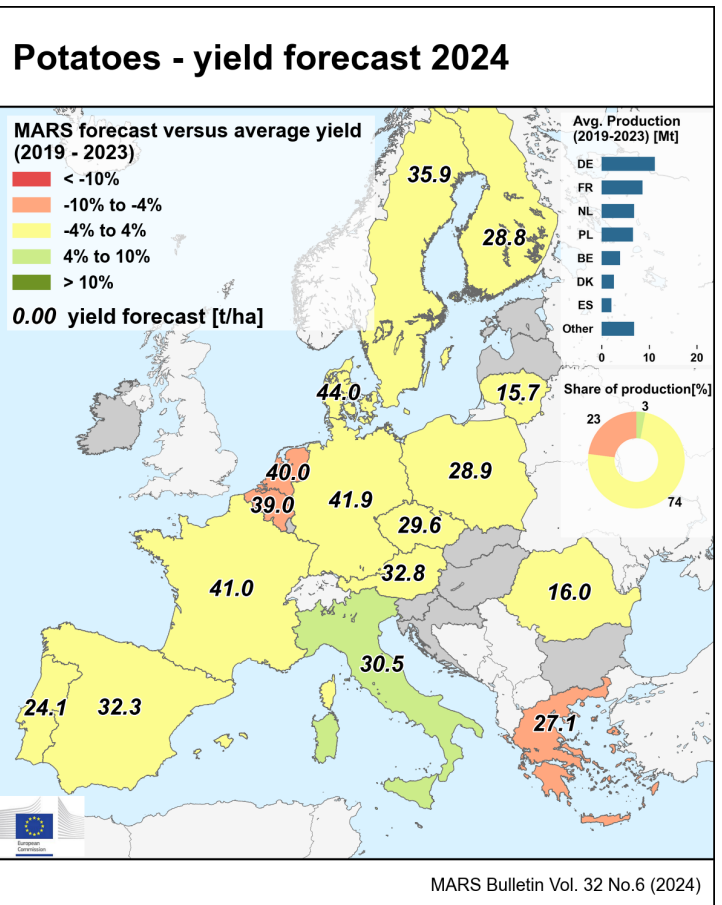 Potatoes - yield forecast 2024
MARS forecast versus average yield
(2019 - 2023)
< -10%
-10% to -4%
-4% to 4%
4% to 10%
> 10%
0.00 yield forecast [t/ha]
Avg. Production
(2019-2023) [Mt]
DE
FR
NL
PL
BE
DK
ES
Other
0 10 20
Share of production[%]
3
23
74
35.9
28.8
44.0
15.7
40.0
39.0
41.9
28.9
29.6
32.8
41.0
16.0
30.5
24.1
32.3
27.1
European
Commission
MARS Bulletin Vol. 32 No.6 (2024)